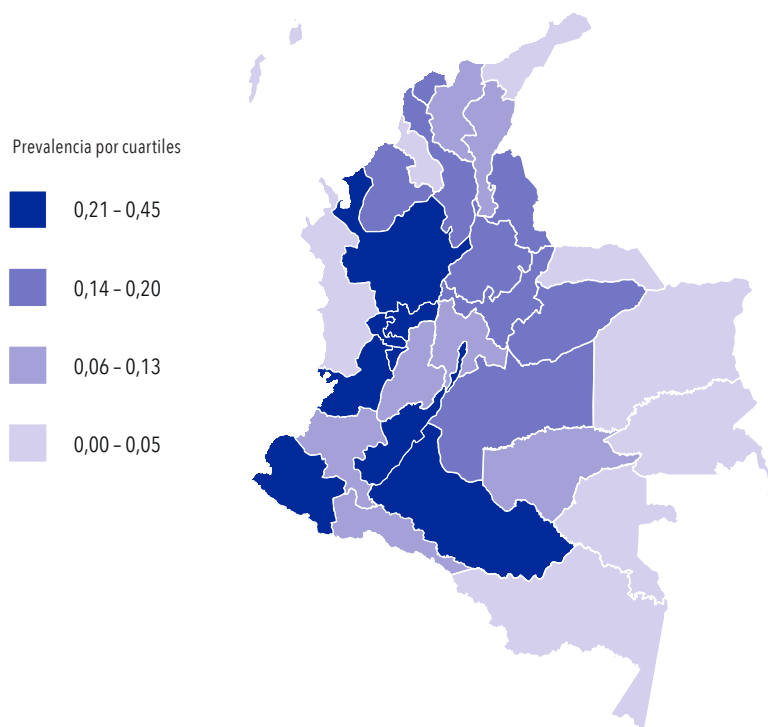 Prevalencia por cuartiles
0,21 – 0,45
0,14 – 0,20
0,06 – 0,13
0,00 – 0,05